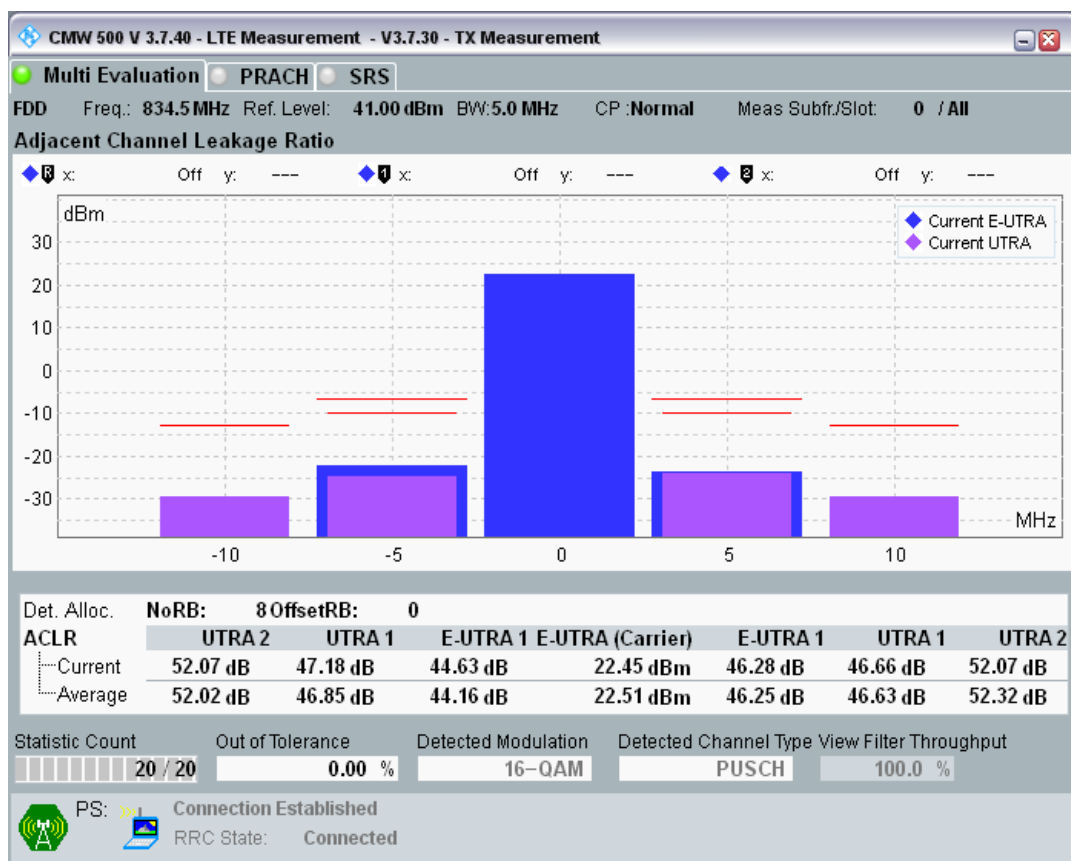 CMW 500 V 3.7.40 - LTE Measurement - V3.7.30 - TX Measurement
Multi Evaluation PRACH SRS
FDD Freq.: 834.5 MHz Ref. Level: 41.00 dBm BW:5.0 MHz CP :Normal Meas Subfr./Slot: 0 / All
Adjacent Channel Leakage Ratio
R x: Off y: --- 1 x: Off y: --- 2 x: Off y: ---
dBm
Current E-UTRA
Current UTRA
30
20
10
0
-10
-20
-30
MHz
-10 -5 0 5 10
Det. Alloc. NoRB: 8 OffsetRB: 0
ACLR UTRA 2 UTRA 1 E-UTRA 1 E-UTRA (Carrier) E-UTRA 1 UTRA 1 UTRA 2
Current 52.07 dB 47.18 dB 44.63 dB 22.45 dBm 46.28 dB 46.66 dB 52.07 dB
Average 52.02 dB 46.85 dB 44.16 dB 22.51 dBm 46.25 dB 46.63 dB 52.32 dB
Statistic Count Out of Tolerance Detected Modulation Detected Channel Type View Filter Throughput
20 / 20 0.00 % 16-QAM PUSCH 100.0 %
PS: Connection Established
RRC State: Connected